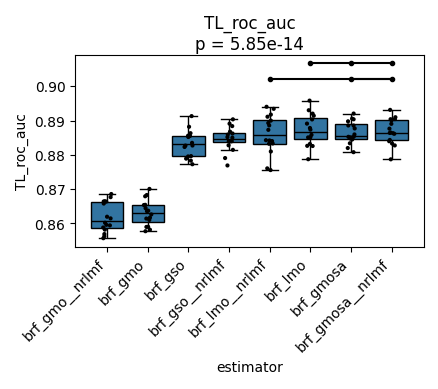 TL_roc_auc
p = 5.85e-14
TL_roc_auc
0.90
0.89
0.88
0.87
0.86
brf_gmo__nrlmf
brf_gmo
brf_gso
brf_gso__nrlmf
brf_lmo__nrlmf
brf_lmo
brf_gmosa
brf_gmosa__nrlmf
estimator